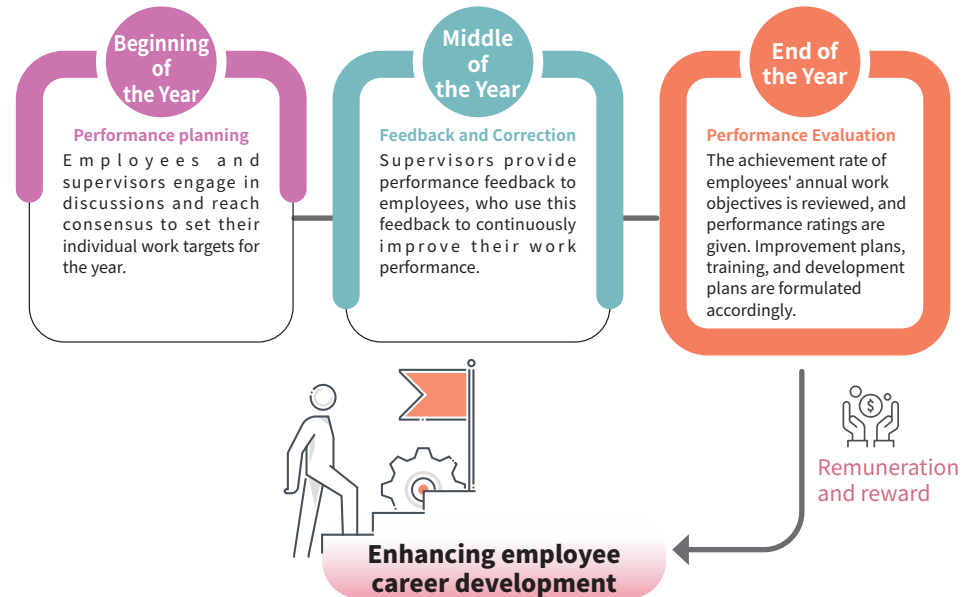 Beginning
of
the Year
Performance planning
Employees and
supervisors engage in
discussions and reach
consensus to set their
individual work targets for
the year.
Middle
of
the Year
Feedback and Correction
Supervisors provide
performance feedback to
employees, who use this
feedback to continuously
improve their work
performance.
End of
the Year
Performance Evaluation
The achievement rate of
employees' annual work
objectives is reviewed, and
performance ratings are
given. Improvement plans,
training, and development
plans are formulated
accordingly.
$
Remuneration
and reward
Enhancing employee
career development